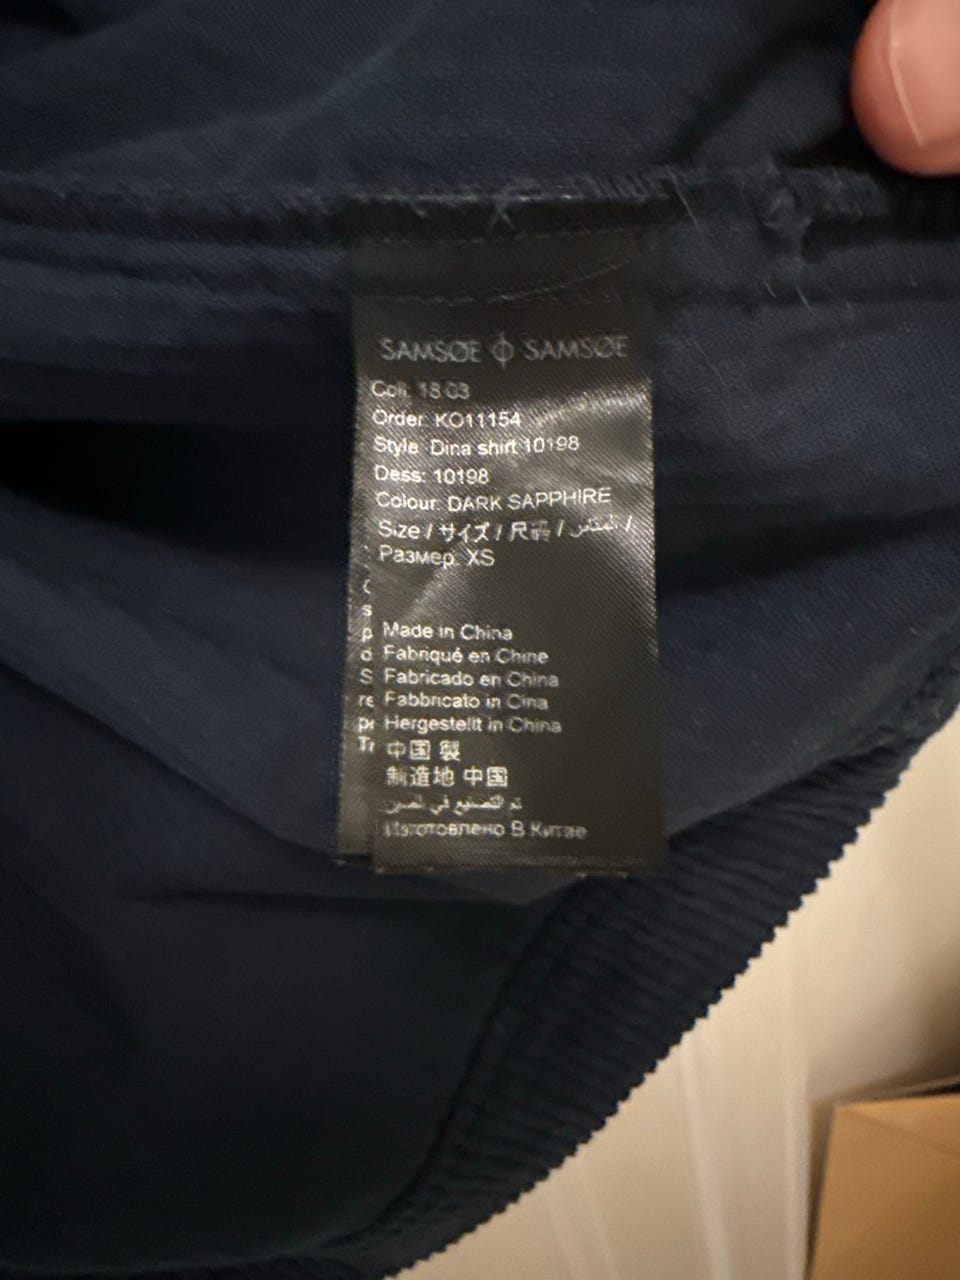 SAMSØE ϕ SAMSØE
Coll: 18.03
Order: KO11154
Style: Dina shirt 10198
Dess: 10198
Colour: DARK SAPPHIRE
Size / サイズ / 尺码 / المقاس /
Размер: XS
Made in China
Fabriqué en Chine
Fabricado en China
Fabbricato in Cina
Hergestellt in China
中国 製
制造地 中国
تم التصنيع في الصين
Изготовлено В Китае